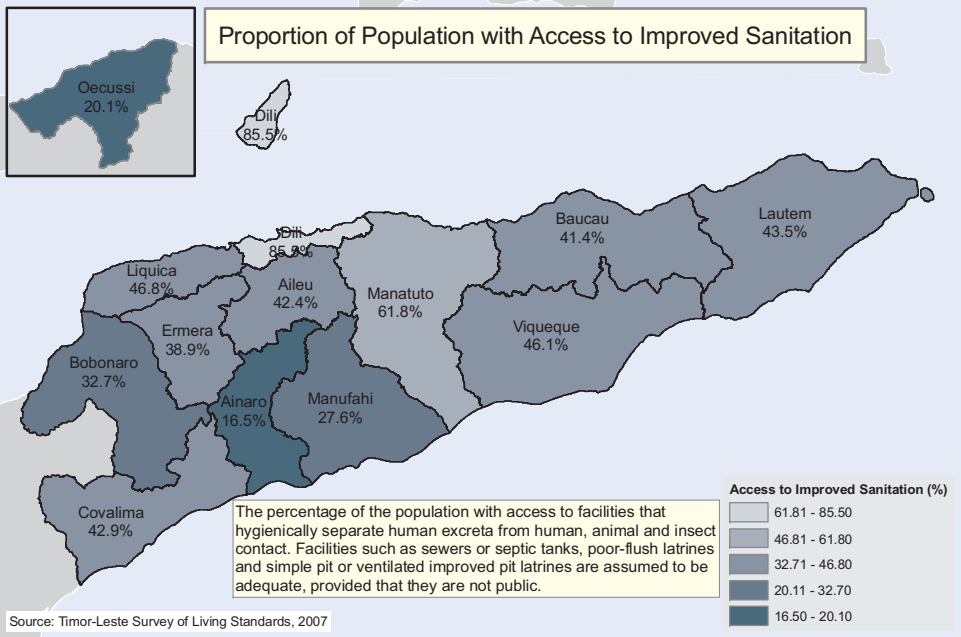 Proportion of Population with Access to Improved Sanitation
Oecussi
20.1%
Dili
85.5%
Dili
85.5%
Liquica
46.8%
Aileu
42.4%
Manatuto
61.8%
Baucau
41.4%
Lautem
43.5%
Ermera
38.9%
Viqueque
46.1%
Bobonaro
32.7%
Ainaro
16.5%
Manufahi
27.6%
Covalima
42.9%
The percentage of the population with access to facilities that
hygienically separate human excreta from human, animal and insect
contact. Facilities such as sewers or septic tanks, poor-flush latrines
and simple pit or ventilated improved pit latrines are assumed to be
adequate, provided that they are not public.
Access to Improved Sanitation (%)
61.81 - 85.50
46.81 - 61.80
32.71 - 46.80
20.11 - 32.70
16.50 - 20.10
Source: Timor-Leste Survey of Living Standards, 2007